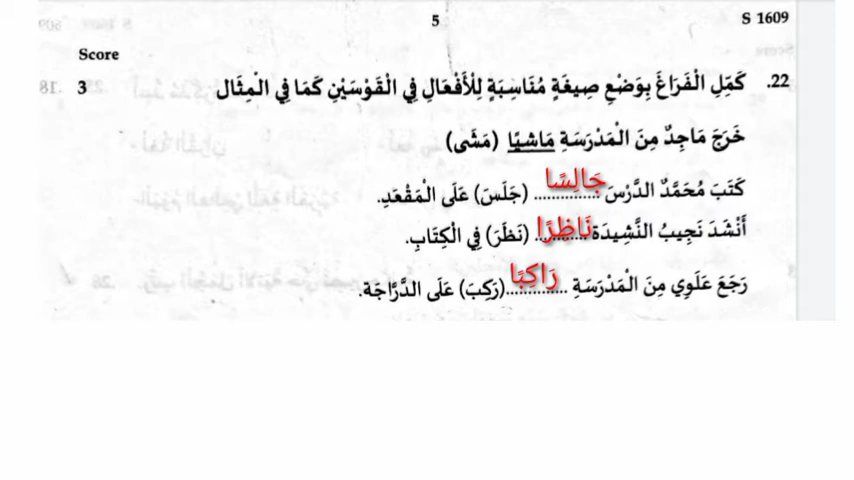 S 1609 5
Score
22. كَمِّلِ الْفَرَاغَ بِوَضْعِ صِيغَةٍ مُنَاسِبَةٍ لِلْأَفْعَالِ فِي الْقَوْسَيْنِ كَمَا فِي الْمِثَال 3
خَرَجَ مَاجِدٌ مِنَ الْمَدْرَسَةِ مَاشِيًا (مَشَى)
كَتَبَ مُحَمَّدٌ الدَّرْسَ ...جَالِسًا... (جَلَسَ) عَلَى الْمَقْعَدِ.
أَنْشَدَ نَجِيبُ النَّشِيدَةَ ...نَاظِرًا... (نَظَرَ) فِي الْكِتَابِ.
رَجَعَ عَلَوِي مِنَ الْمَدْرَسَةِ ...رَاكِبًا... (رَكِبَ) عَلَى الدَّرَّاجَة.